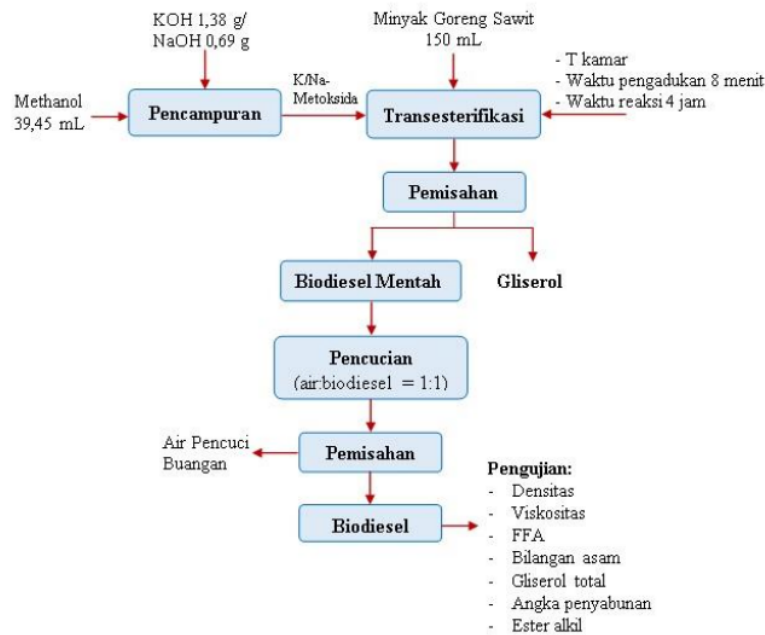 KOH 1,38 g/
NaOH 0,69 g
Minyak Goreng Sawit
150 mL
- T kamar
- Waktu pengadukan 8 menit
- Waktu reaksi 4 jam
Methanol
39,45 mL
Pencampuran
K/Na-
Metoksida
Transesterifikasi
Pemisahan
Biodiesel Mentah
Gliserol
Pencucian
(air:biodiesel = 1:1)
Air Pencuci
Buangan
Pemisahan
Biodiesel
Pengujian:
- Densitas
- Viskositas
- FFA
- Bilangan asam
- Gliserol total
- Angka penyabunan
- Ester alkil